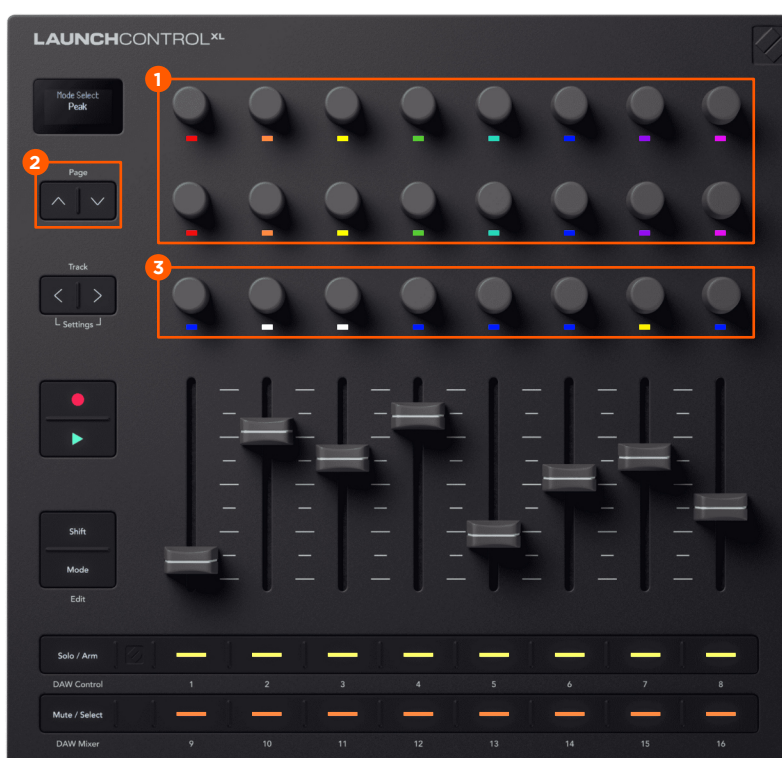 LAUNCHCONTROL XL
Mode Select
Peak
1
2
Page
3
Track
Settings
Shift
Mode
Edit
Solo / Arm
DAW Control 1 2 3 4 5 6 7 8
Mute / Select
DAW Mixer 9 10 11 12 13 14 15 16